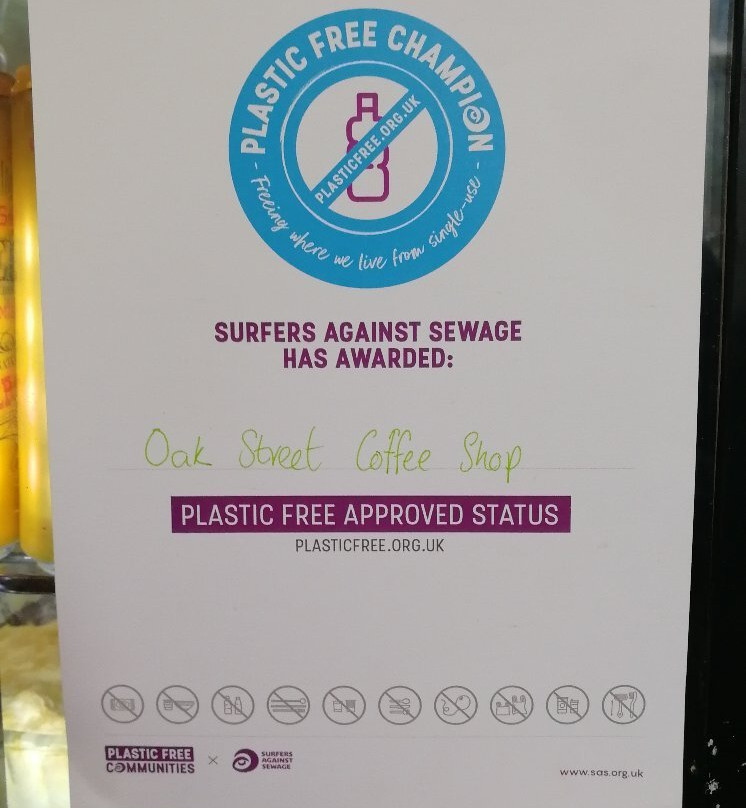 PLASTIC FREE CHAMPION
PLASTICFREE.ORG.UK
- Freeing where we live from single-use -
SURFERS AGAINST SEWAGE
HAS AWARDED:
Oak Street Coffee Shop
PLASTIC FREE APPROVED STATUS
PLASTICFREE.ORG.UK
PLASTIC FREE
COMMUNITIES
×
SURFERS
AGAINST
SEWAGE
www.sas.org.uk